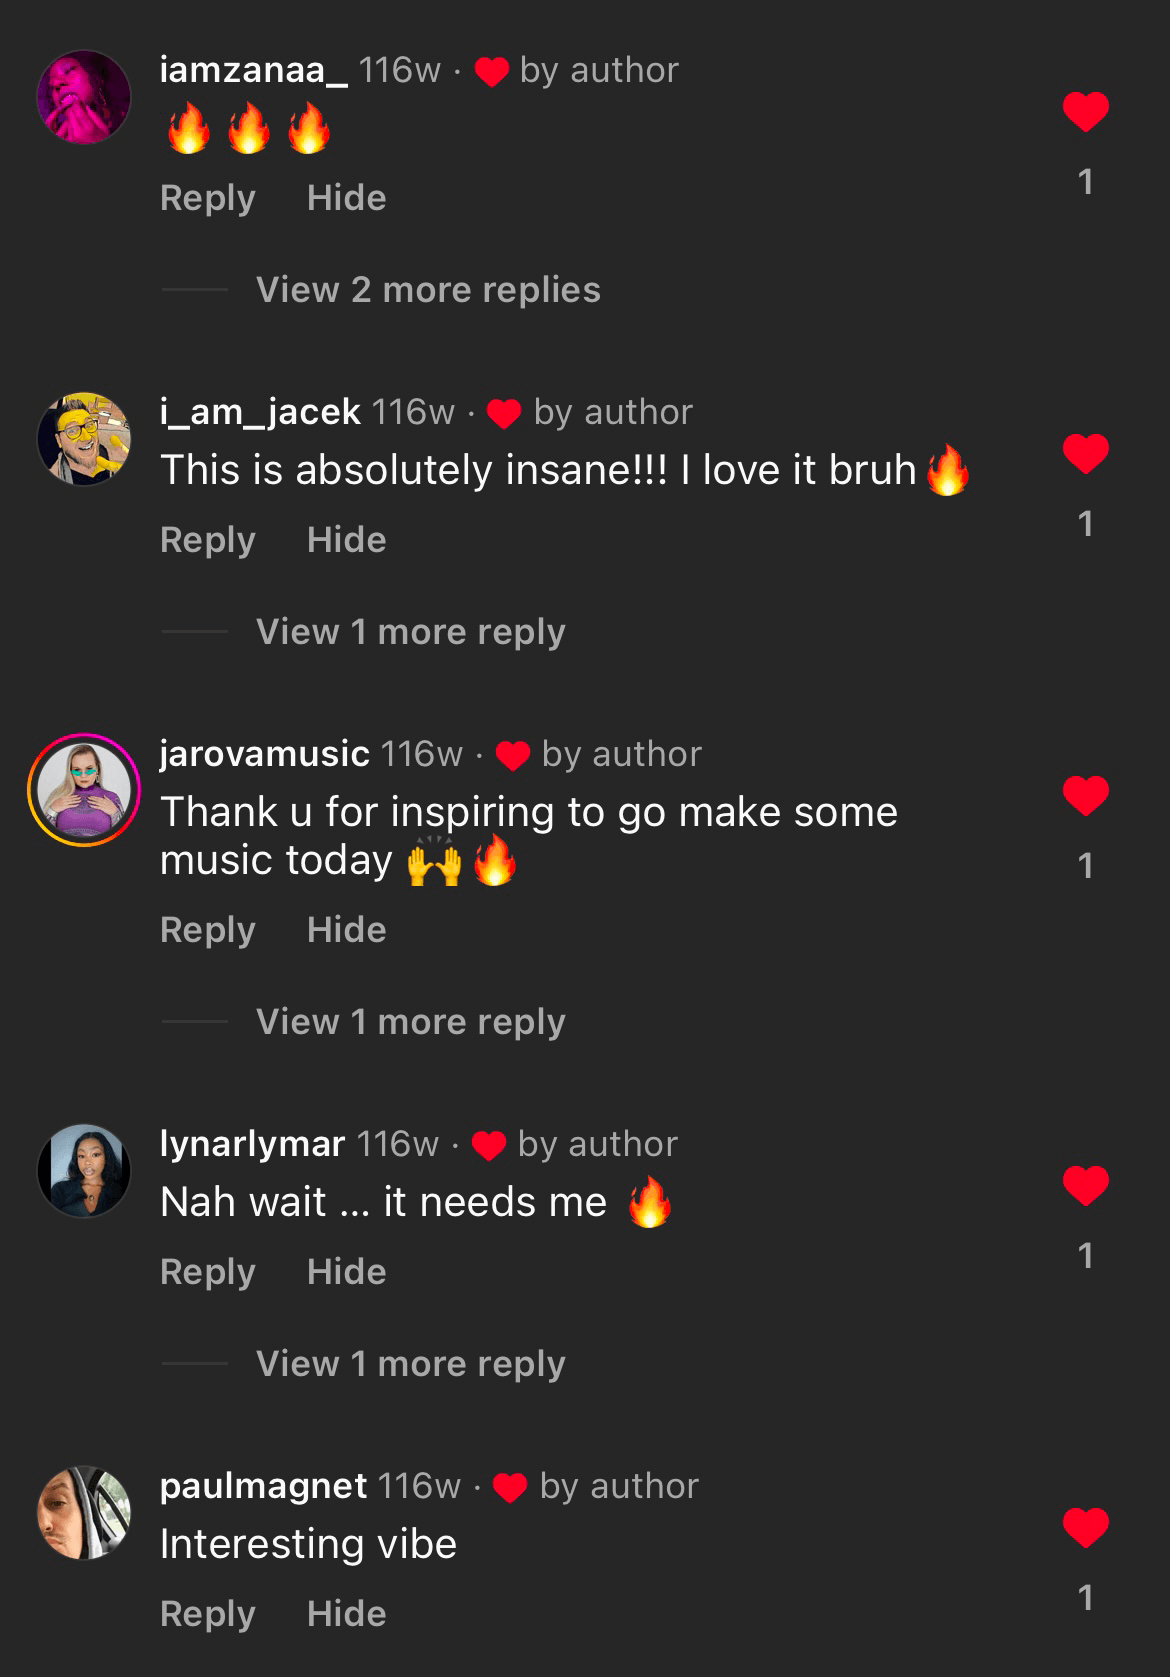 iamzanaa_ 116w · ❤️ by author
🔥🔥🔥
1
Reply Hide
View 2 more replies
i_am_jacek 116w · ❤️ by author
This is absolutely insane!!! I love it bruh🔥
1
Reply Hide
View 1 more reply
jarovamusic 116w · ❤️ by author
Thank u for inspiring to go make some
music today 🙌🔥
1
Reply Hide
View 1 more reply
lynarlymar 116w · ❤️ by author
Nah wait ... it needs me 🔥
1
Reply Hide
View 1 more reply
paulmagnet 116w · ❤️ by author
Interesting vibe
1
Reply Hide